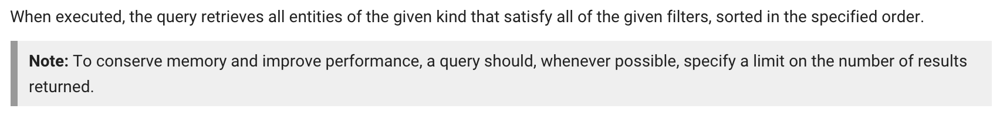 When executed, the query retrieves all entities of the given kind that satisfy all of the given filters, sorted in the specified order.
Note: To conserve memory and improve performance, a query should, whenever possible, specify a limit on the number of results
returned.